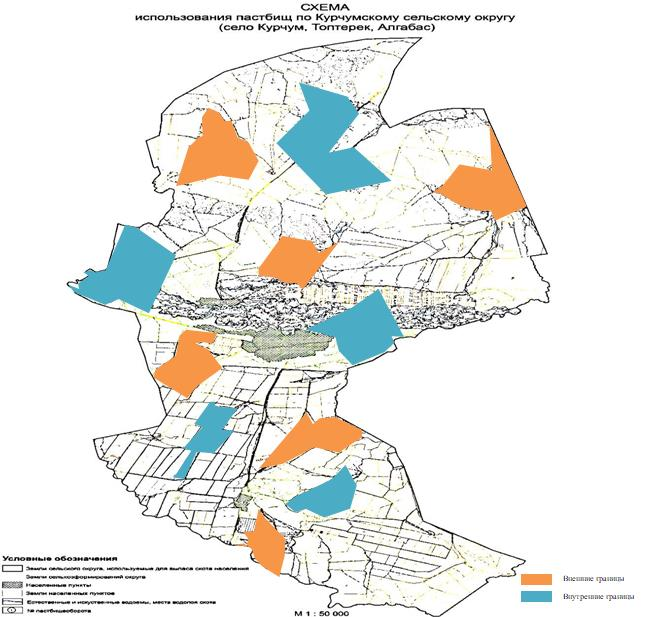 СХЕМА
использования пастбищ по Курчумскому сельскому округу
(село Курчум, Топтерек, Алгабас)
Условные обозначения
Земли сельского округа, используемые для выпаса скота населения
Земли сельхозформирований округа
Населенные пункты
Земли населенных пунктов
Естественные и искуственые водоемы, места водопоя скота
№ пастбищеоборота
М 1 : 50 000
Внешние границы
Внутренние границы